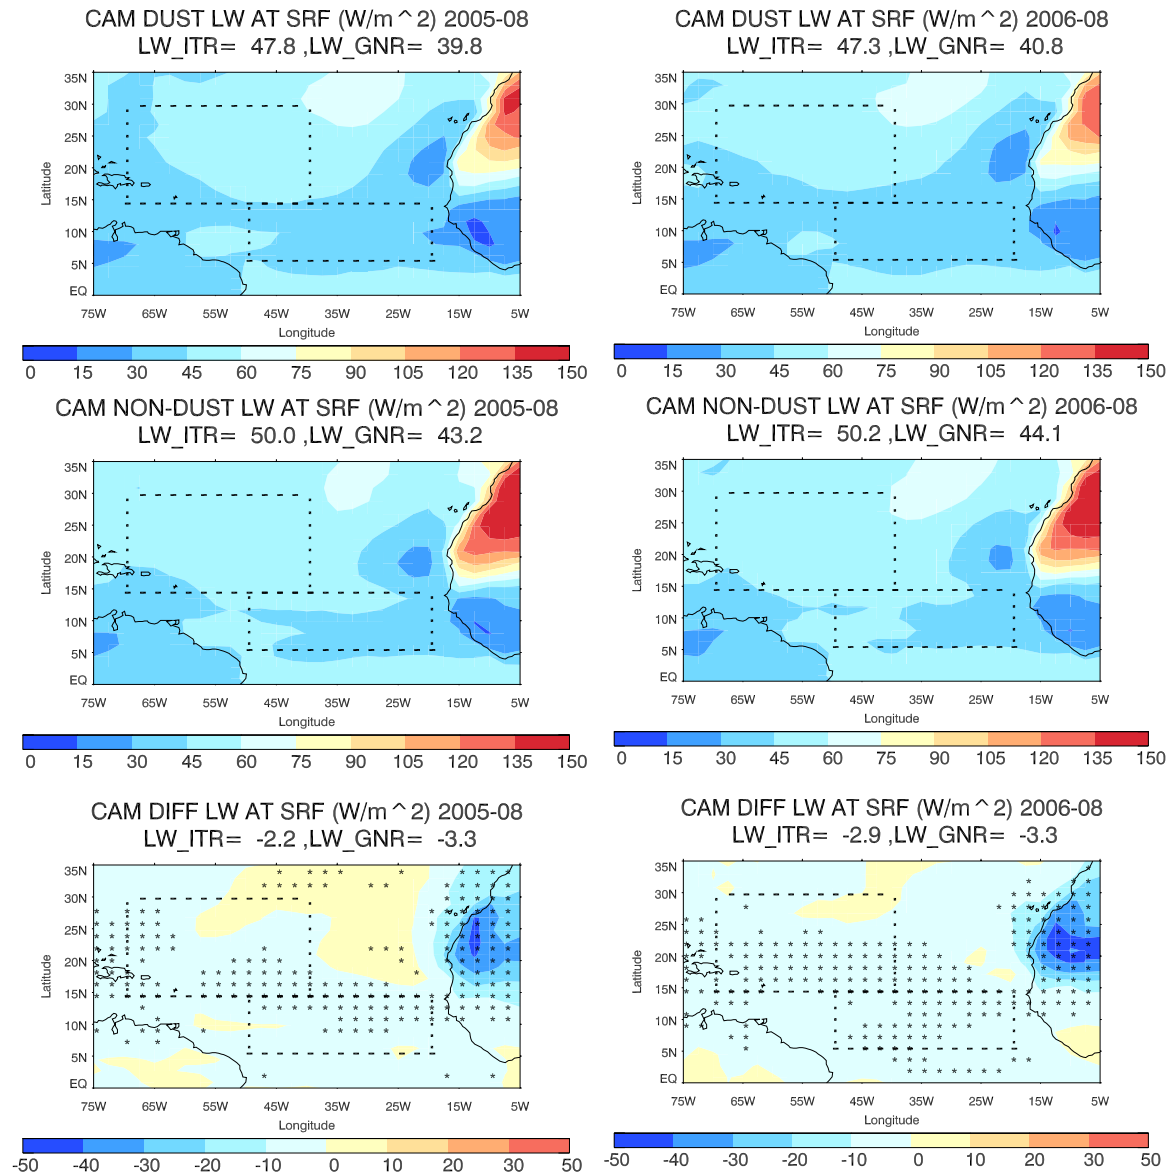 CAM DUST LW AT SRF (W/m^2) 2005-08
LW_ITR= 47.8 ,LW_GNR= 39.8
35N
30N
25N
20N
15N
10N
5N
EQ
Latitude
75W 65W 55W 45W 35W 25W 15W 5W
Longitude
0 15 30 45 60 75 90 105 120 135 150
CAM DUST LW AT SRF (W/m^2) 2006-08
LW_ITR= 47.3 ,LW_GNR= 40.8
35N
30N
25N
20N
15N
10N
5N
EQ
Latitude
75W 65W 55W 45W 35W 25W 15W 5W
Longitude
0 15 30 45 60 75 90 105 120 135 150
CAM NON-DUST LW AT SRF (W/m^2) 2005-08
LW_ITR= 50.0 ,LW_GNR= 43.2
35N
30N
25N
20N
15N
10N
5N
EQ
Latitude
75W 65W 55W 45W 35W 25W 15W 5W
Longitude
0 15 30 45 60 75 90 105 120 135 150
CAM NON-DUST LW AT SRF (W/m^2) 2006-08
LW_ITR= 50.2 ,LW_GNR= 44.1
35N
30N
25N
20N
15N
10N
5N
EQ
Latitude
75W 65W 55W 45W 35W 25W 15W 5W
Longitude
0 15 30 45 60 75 90 105 120 135 150
CAM DIFF LW AT SRF (W/m^2) 2005-08
LW_ITR= -2.2 ,LW_GNR= -3.3
35N
30N
25N
20N
15N
10N
5N
EQ
Latitude
75W 65W 55W 45W 35W 25W 15W 5W
Longitude
-50 -40 -30 -20 -10 0 10 20 30 50
CAM DIFF LW AT SRF (W/m^2) 2006-08
LW_ITR= -2.9 ,LW_GNR= -3.3
35N
30N
25N
20N
15N
10N
5N
EQ
Latitude
75W 65W 55W 45W 35W 25W 15W 5W
Longitude
-50 -40 -30 -20 -10 0 10 20 30 50